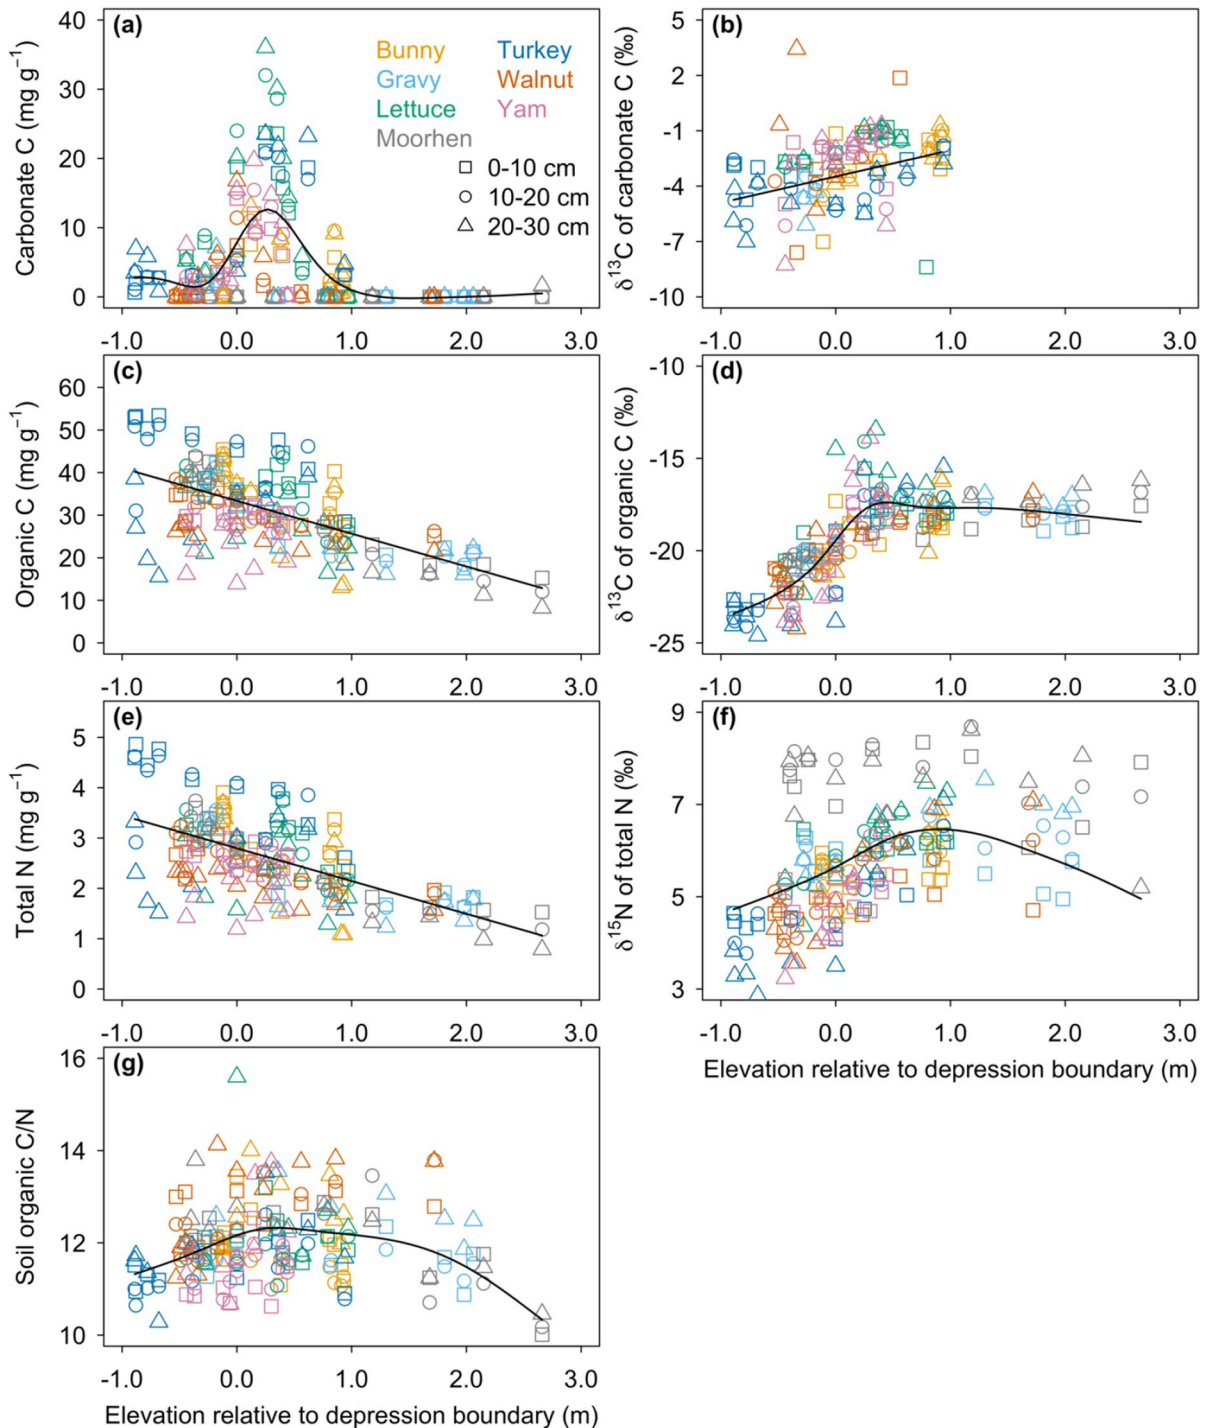 (a)
Carbonate C (mg g⁻¹)
40
30
20
10
0
-1.0 0.0 1.0 2.0 3.0
Bunny Turkey
Gravy Walnut
Lettuce Yam
Moorhen
0-10 cm
10-20 cm
20-30 cm
(b)
δ¹³C of carbonate C (‰)
5
2
-1
-4
-7
-10
-1.0 0.0 1.0 2.0 3.0
(c)
Organic C (mg g⁻¹)
60
50
40
30
20
10
0
-1.0 0.0 1.0 2.0 3.0
(d)
δ¹³C of organic C (‰)
-10
-15
-20
-25
-1.0 0.0 1.0 2.0 3.0
(e)
Total N (mg g⁻¹)
5
4
3
2
1
0
-1.0 0.0 1.0 2.0 3.0
(f)
δ¹⁵N of total N (‰)
9
7
5
3
-1.0 0.0 1.0 2.0 3.0
Elevation relative to depression boundary (m)
(g)
Soil organic C/N
16
14
12
10
-1.0 0.0 1.0 2.0 3.0
Elevation relative to depression boundary (m)